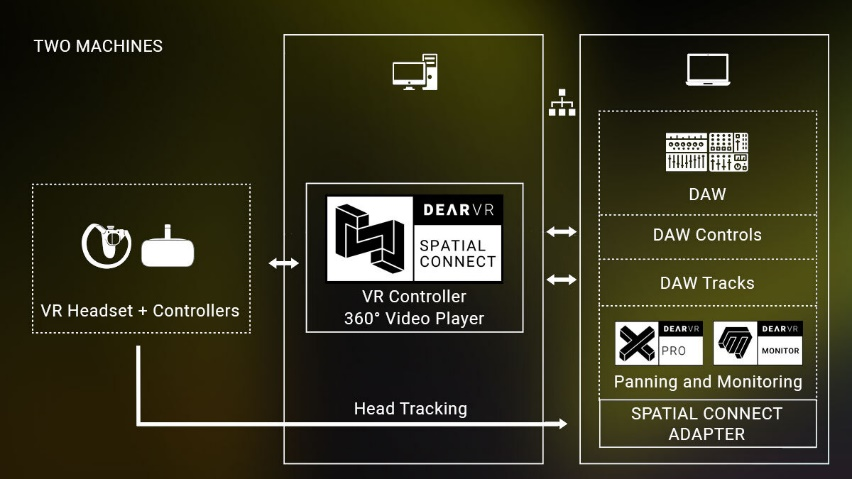 TWO MACHINES
VR Headset + Controllers
DEARVR
SPATIAL
CONNECT
VR Controller
360° Video Player
Head Tracking
DAW
DAW Controls
DAW Tracks
DEARVR
PRO
DEARVR
MONITOR
Panning and Monitoring
SPATIAL CONNECT
ADAPTER